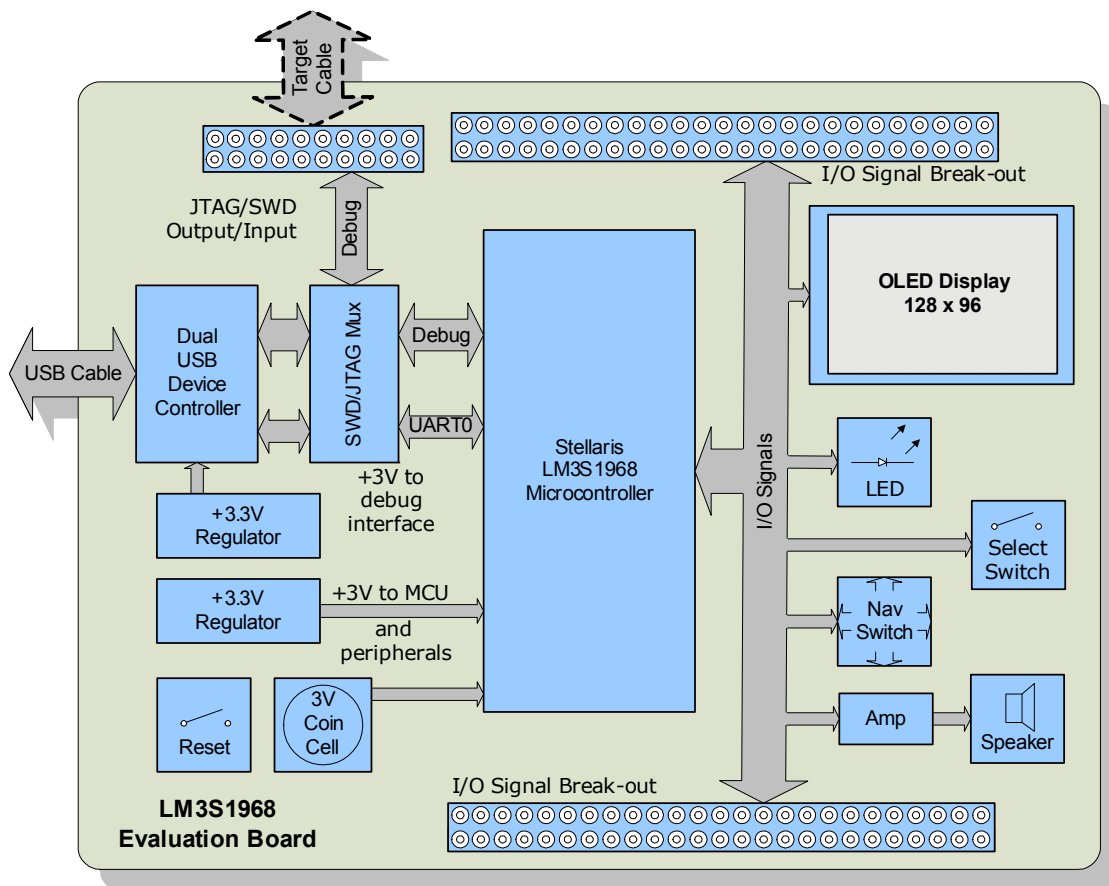 Target
Cable
I/O Signal Break-out
JTAG/SWD
Output/Input
Debug
OLED Display
128 x 96
Dual
USB
Device
Controller
SWD/JTAG Mux
Debug
USB Cable
UART0
Stellaris
LM3S1968
Microcontroller
I/O Signals
LED
+3V to
debug
interface
+3.3V
Regulator
Select
Switch
+3.3V
Regulator
+3V to MCU
and
peripherals
Nav
Switch
Reset
3V
Coin
Cell
Amp
Speaker
I/O Signal Break-out
LM3S1968
Evaluation Board